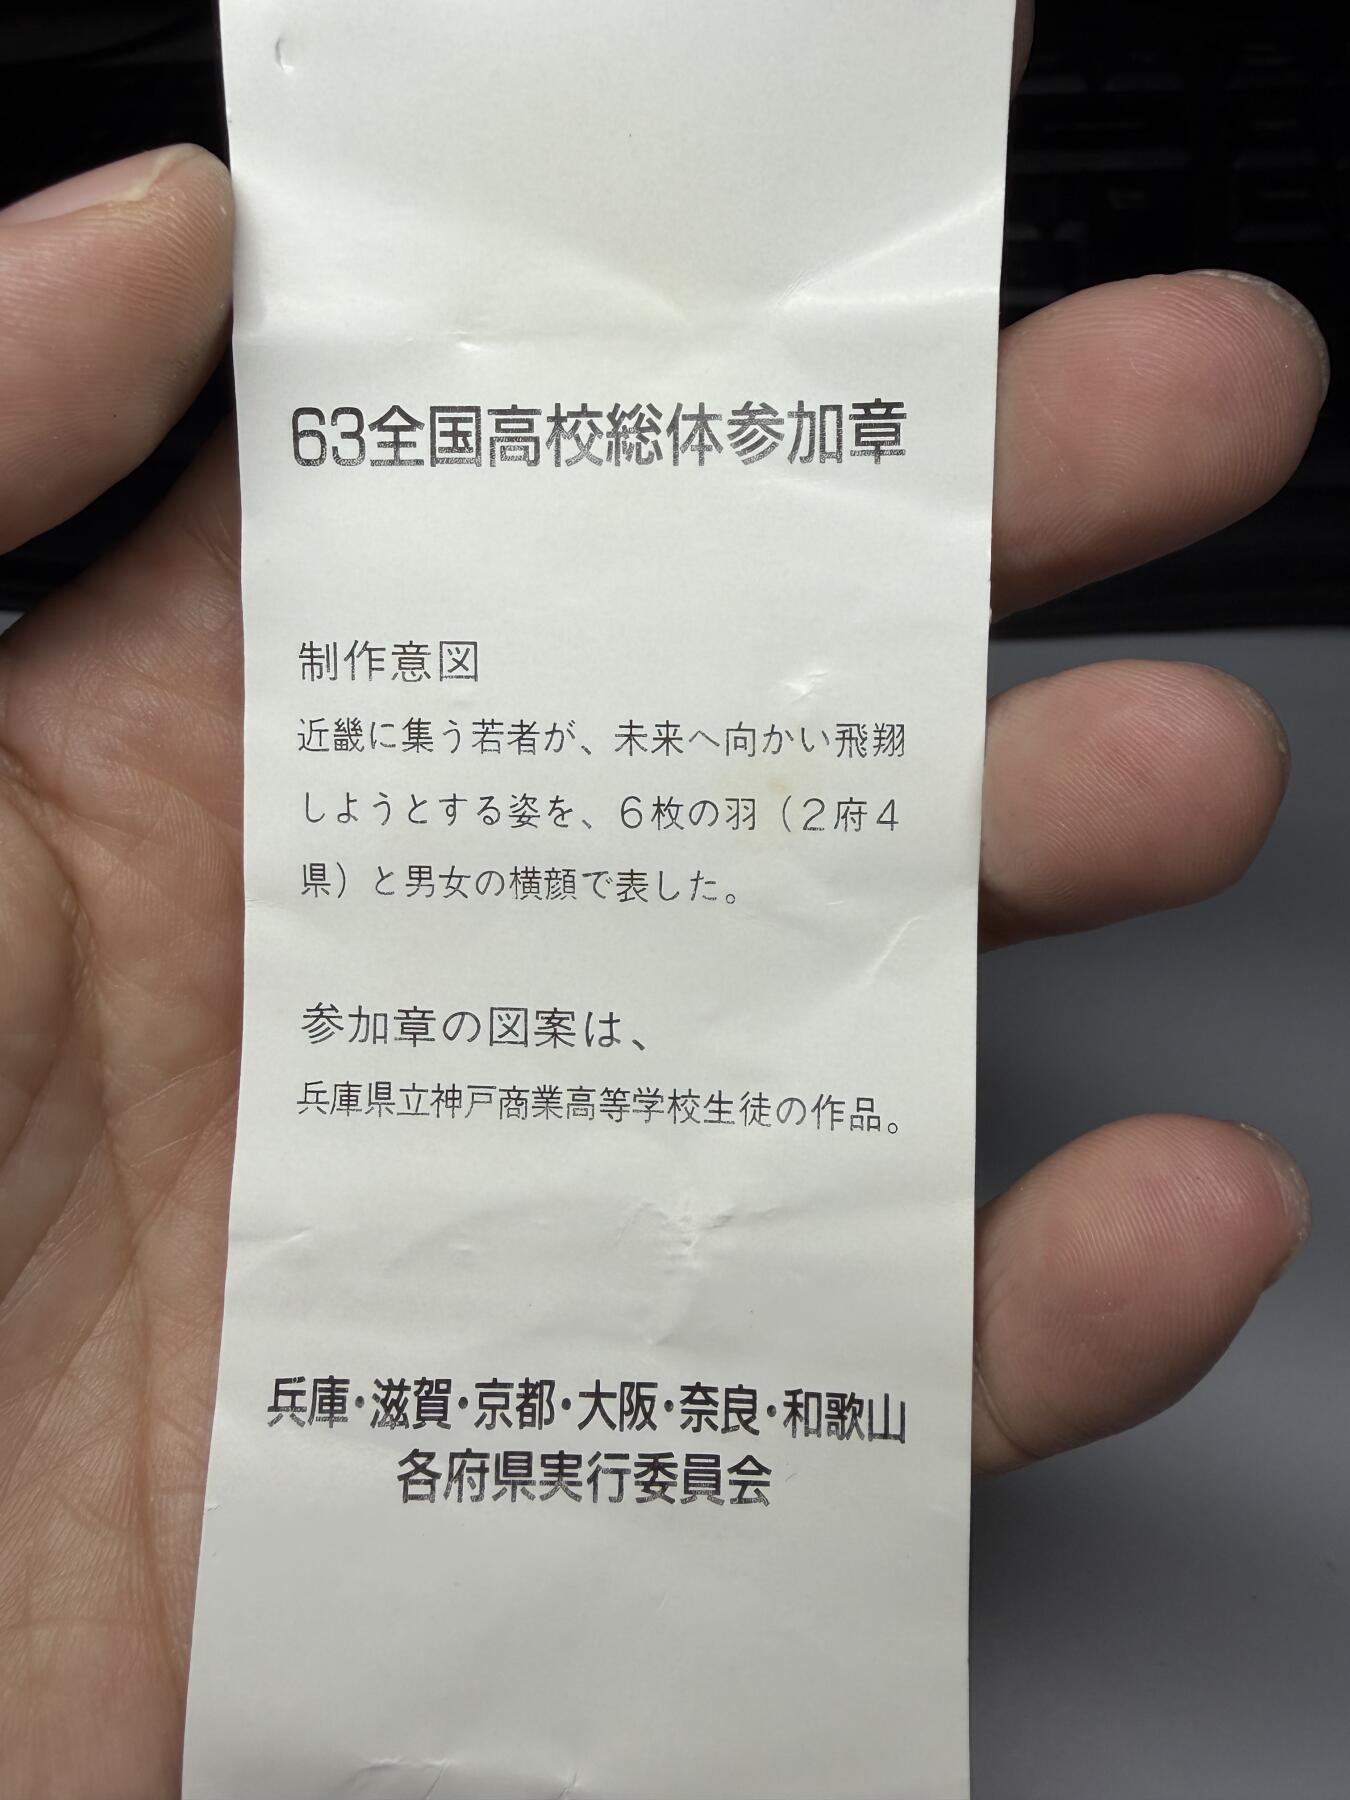 63全国高校総体参加章
制作意図
近畿に集う若者が、未来へ向かい飛翔
しようとする姿を、6枚の羽（2府4
県）と男女の横顔で表した。
参加章の図案は、
兵庫県立神戸商業高等学校生徒の作品。
兵庫・滋賀・京都・大阪・奈良・和歌山
各府県実行委員会